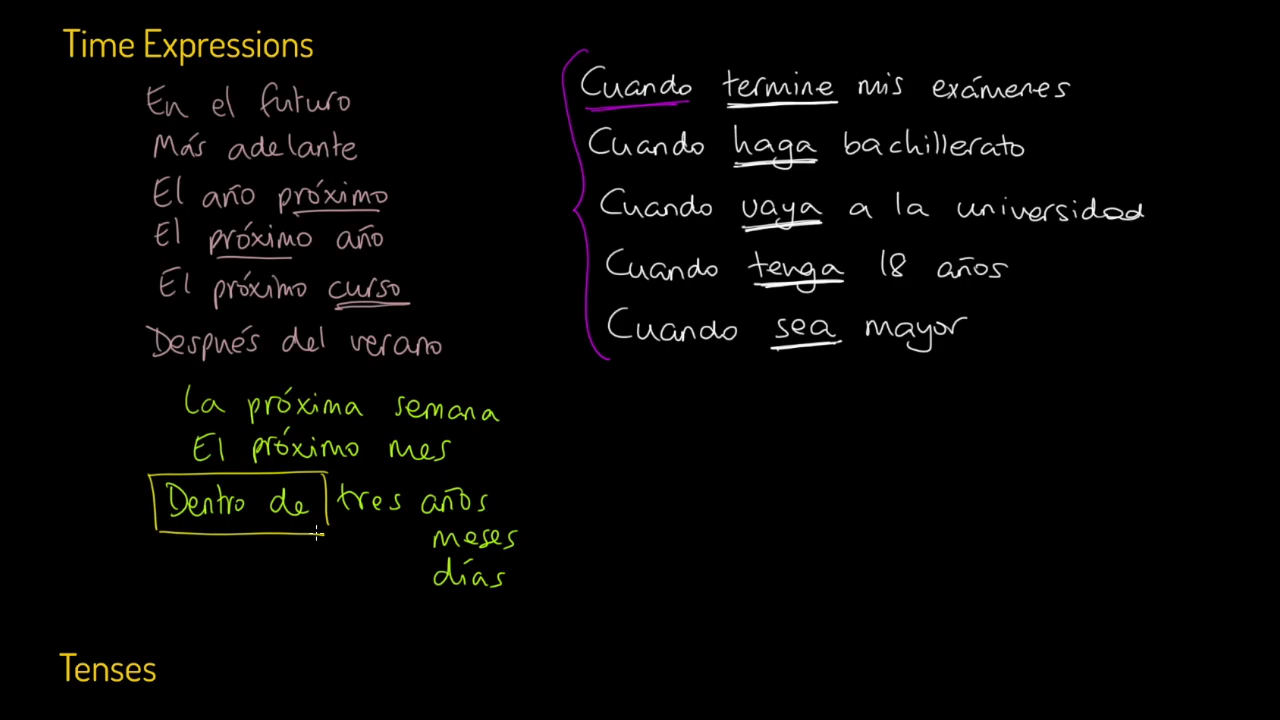 Time Expressions
En el futuro
Más adelante
El año próximo
El próximo año
El próximo curso
Después del verano
La próxima semana
El próximo mes
Dentro de tres años
meses
días
Cuando termine mis exámenes
Cuando haga bachillerato
Cuando vaya a la universidad
Cuando tenga 18 años
Cuando sea mayor
Tenses